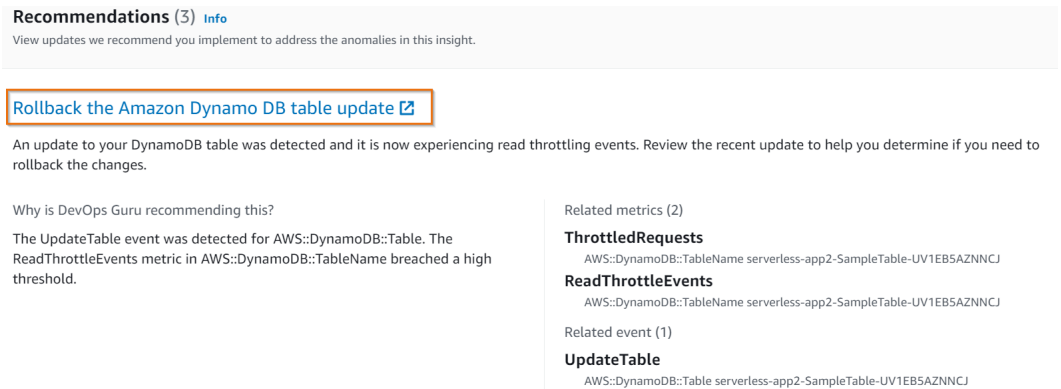 Recommendations (3) Info
View updates we recommend you implement to address the anomalies in this insight.
Rollback the Amazon Dynamo DB table update
An update to your DynamoDB table was detected and it is now experiencing read throttling events. Review the recent update to help you determine if you need to
rollback the changes.
Why is DevOps Guru recommending this?
The UpdateTable event was detected for AWS::DynamoDB::Table. The
ReadThrottleEvents metric in AWS::DynamoDB::TableName breached a high
threshold.
Related metrics (2)
ThrottledRequests
AWS::DynamoDB::TableName serverless-app2-SampleTable-UV1EB5AZNNCJ
ReadThrottleEvents
AWS::DynamoDB::TableName serverless-app2-SampleTable-UV1EB5AZNNCJ
Related event (1)
UpdateTable
AWS::DynamoDB::Table serverless-app2-SampleTable-UV1EB5AZNNCJ